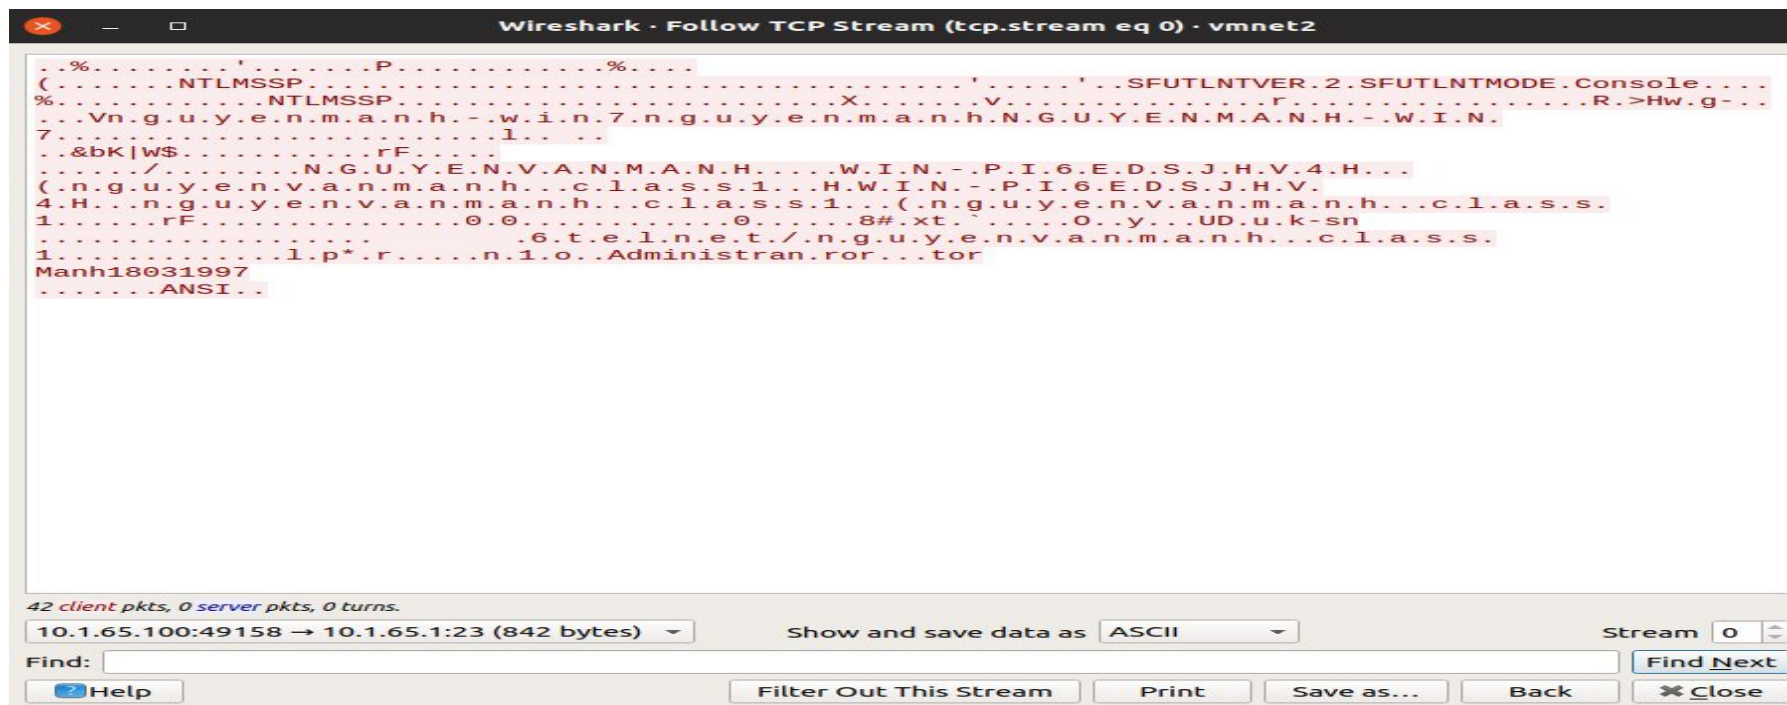 Wireshark · Follow TCP Stream (tcp.stream eq 0) · vmnet2
..%........'.......P............%....
(.......NTLMSSP.....................................'.....'..SFUTLNTVER.2.SFUTLNTMODE.Console....
%............NTLMSSP.........................X.......v...............r.................R.>Hw.g-..
...Vn.g.u.y.e.n.m.a.n.h.-.w.i.n.7.n.g.u.y.e.n.m.a.n.h.N.G.U.Y.E.N.M.A.N.H.-.W.I.N.
7.........................l.. ..
..&bK|W$...........rF.....
....../........N.G.U.Y.E.N.V.A.N.M.A.N.H.....W.I.N.-.P.I.6.E.D.S.J.H.V.4.H...
(.n.g.u.y.e.n.v.a.n.m.a.n.h...c.l.a.s.s.1...H.W.I.N.-.P.I.6.E.D.S.J.H.V.
4.H...n.g.u.y.e.n.v.a.n.m.a.n.h...c.l.a.s.s.1...(.n.g.u.y.e.n.v.a.n.m.a.n.h...c.l.a.s.s.
1......rF...............0.0............0......8#.xt.`.....O..y...UD.u.k-sn
................... .6.t.e.l.n.e.t./.n.g.u.y.e.n.v.a.n.m.a.n.h...c.l.a.s.s.
1.............l.p*.r.....n.1.o..Administran.ror...tor
Manh18031997
.......ANSI..
42 client pkts, 0 server pkts, 0 turns.
10.1.65.100:49158 → 10.1.65.1:23 (842 bytes) Show and save data as ASCII Stream 0
Find: Find Next
Help Filter Out This Stream Print Save as... Back Close